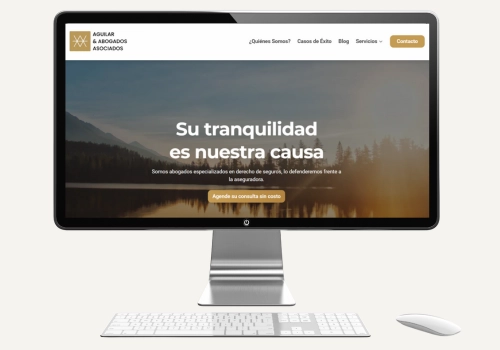 AGUILAR
& ABOGADOS
ASOCIADOS
¿Quiénes Somos? Casos de Éxito Blog Servicios Contacto
Su tranquilidad
es nuestra causa
Somos abogados especializados en derecho de seguros, lo defenderemos frente a
la aseguradora.
Agende su consulta sin costo